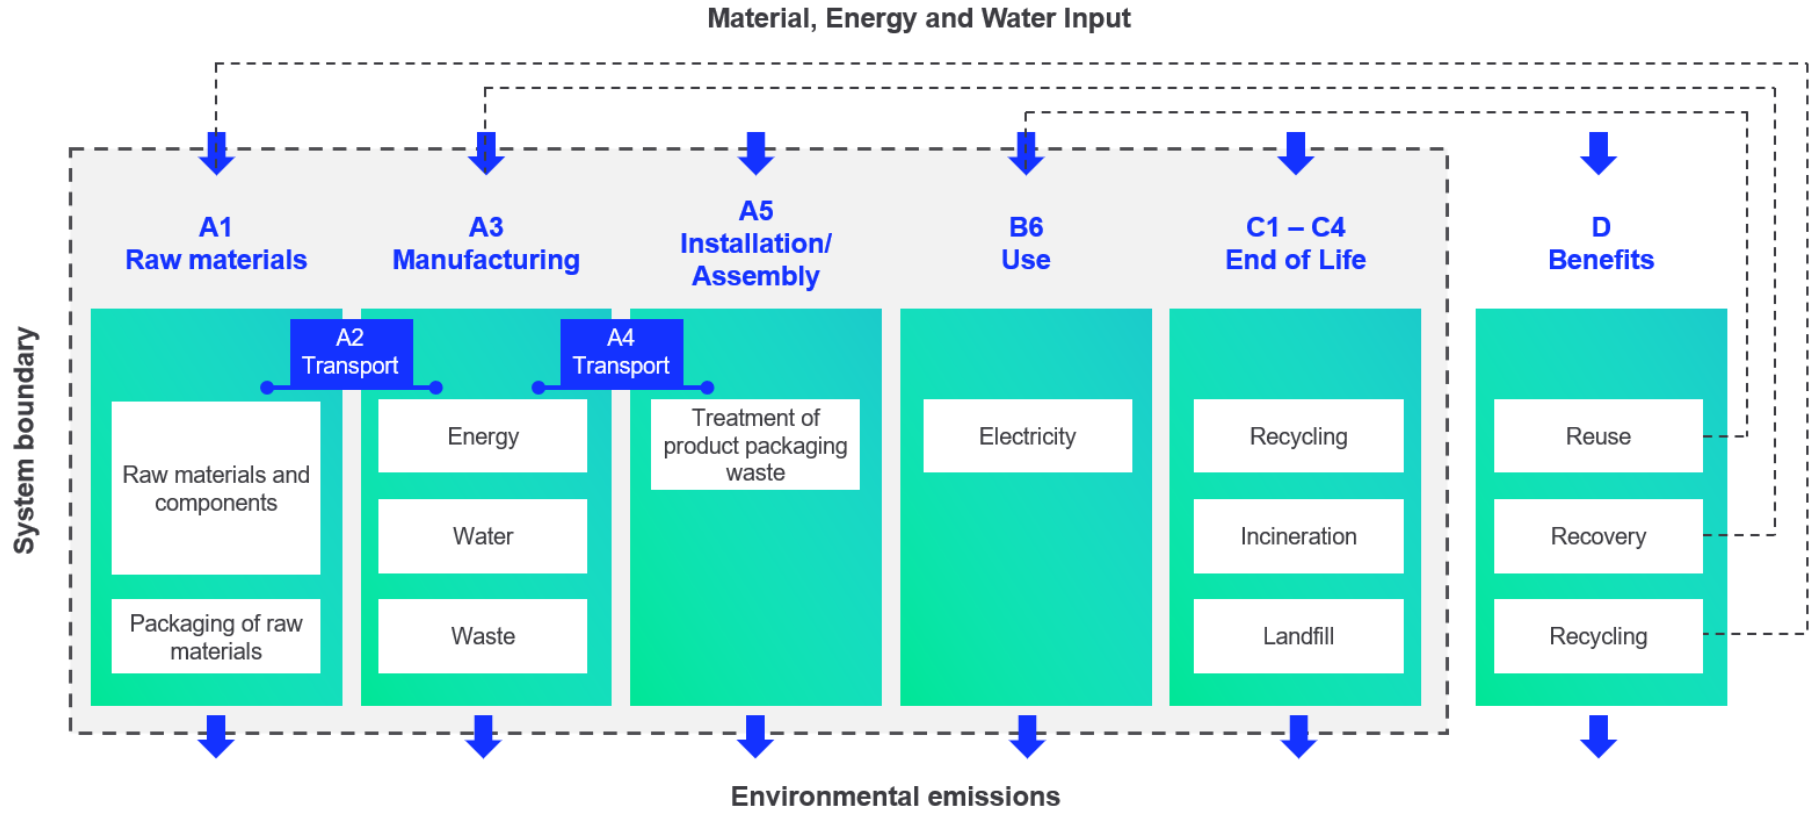 Material, Energy and Water Input
A1
Raw materials
A3
Manufacturing
A5
Installation/
Assembly
B6
Use
C1 – C4
End of Life
D
Benefits
System boundary
A2
Transport
A4
Transport
Raw materials and
components
Packaging of raw
materials
Energy
Water
Waste
Treatment of
product packaging
waste
Electricity
Recycling
Incineration
Landfill
Reuse
Recovery
Recycling
Environmental emissions